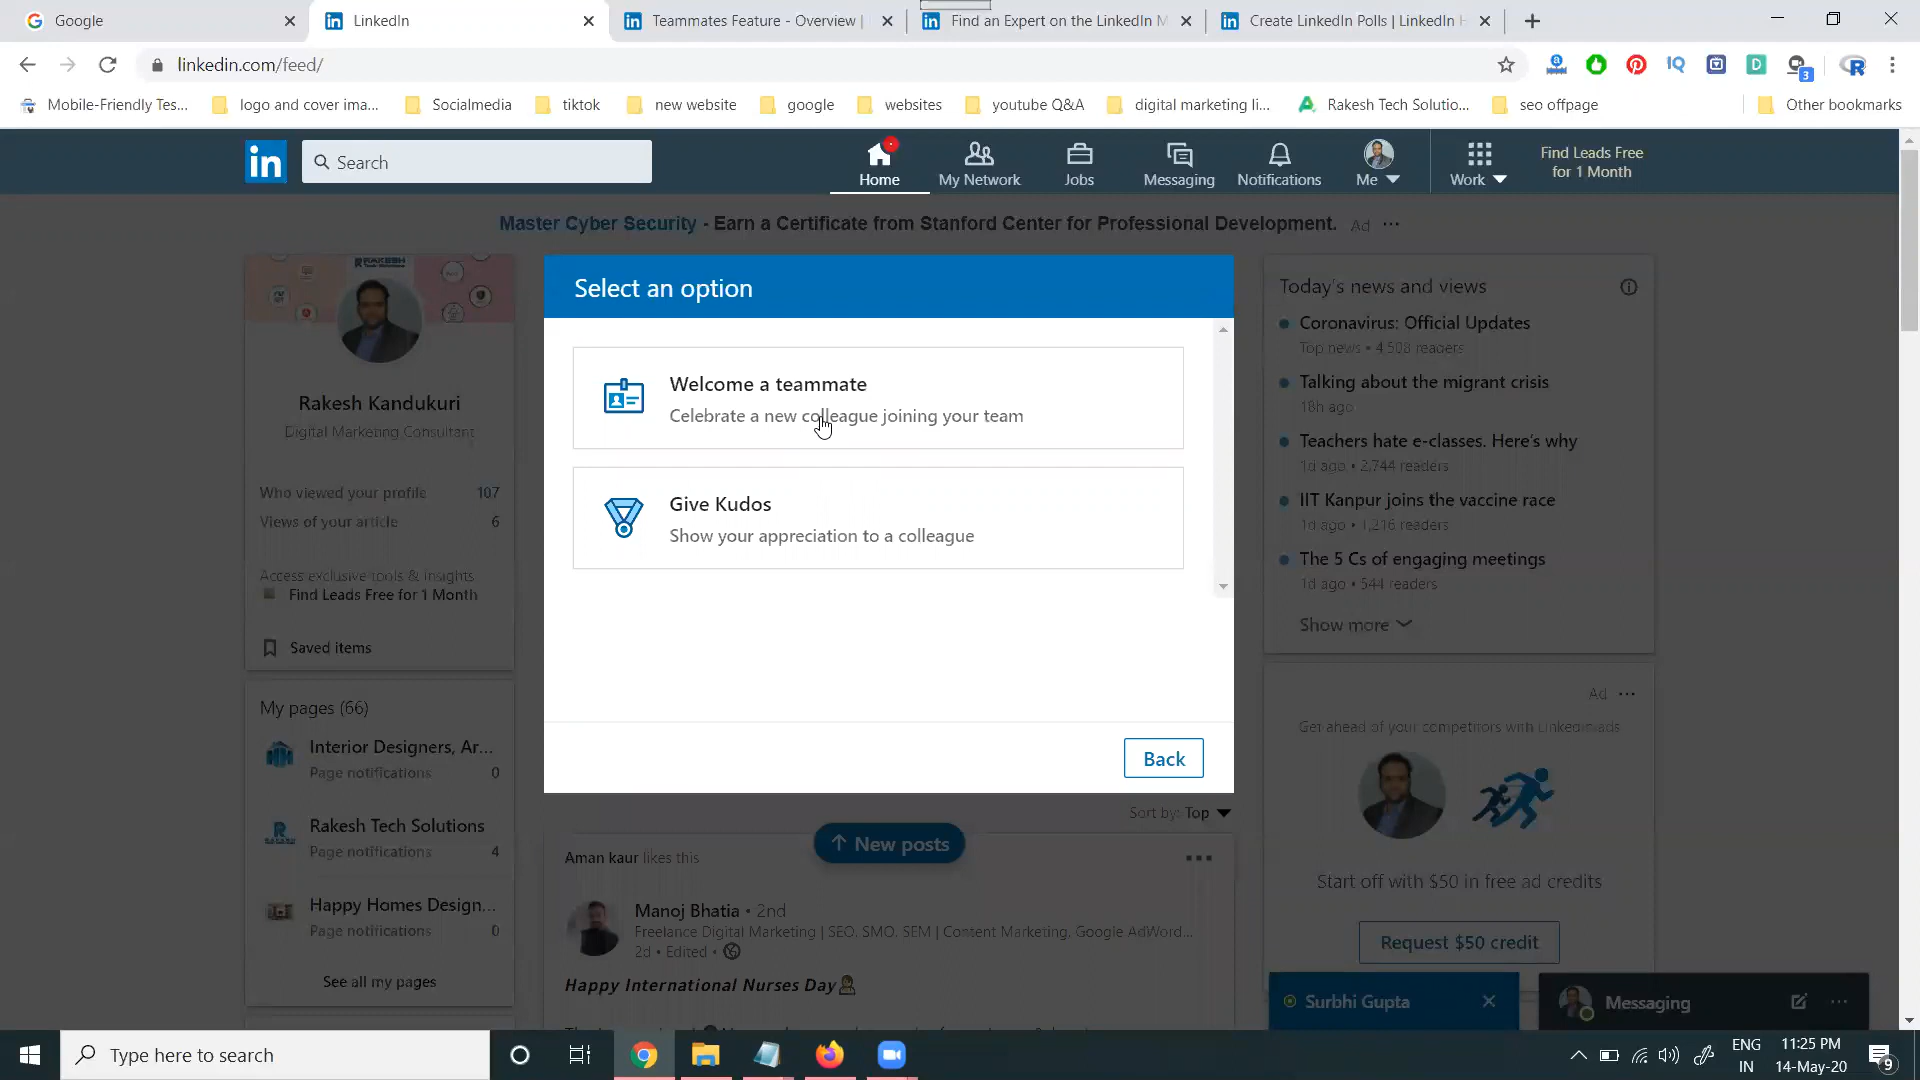 Google
LinkedIn
Teammates Feature - Overview |
Find an Expert on the LinkedIn M
Create LinkedIn Polls | LinkedIn H
linkedin.com/feed/
Mobile-Friendly Tes...
logo and cover ima...
Socialmedia
tiktok
new website
google
websites
youtube Q&A
digital marketing li...
Rakesh Tech Solutio...
seo offpage
Other bookmarks
in
Search
Home
My Network
Jobs
Messaging
Notifications
Me
Work
Find Leads Free
for 1 Month
Master Cyber Security - Earn a Certificate from Stanford Center for Professional Development. Ad ···
Rakesh Kandukuri
Digital Marketing Consultant
Who viewed your profile 107
Views of your article 6
Access exclusive tools & insights
Find Leads Free for 1 Month
Saved items
My pages (66)
Interior Designers, Ar...
Page notifications 0
Rakesh Tech Solutions
Page notifications 4
Happy Homes Design...
Page notifications 0
See all my pages
Select an option
Welcome a teammate
Celebrate a new colleague joining your team
Give Kudos
Show your appreciation to a colleague
Back
Sort by: Top
New posts
Aman kaur likes this
Manoj Bhatia • 2nd
Freelance Digital Marketing | SEO, SMO, SEM | Content Marketing, Google AdWord...
2d • Edited •
Happy International Nurses Day
Today's news and views
Coronavirus: Official Updates
Top news • 4,508 readers
Talking about the migrant crisis
18h ago
Teachers hate e-classes. Here's why
1d ago • 2,744 readers
IIT Kanpur joins the vaccine race
1d ago • 1,216 readers
The 5 Cs of engaging meetings
1d ago • 544 readers
Show more
Ad ···
Get ahead of your competitors with LinkedIn ads
Start off with $50 in free ad credits
Request $50 credit
Surbhi Gupta
Messaging
Type here to search
ENG
IN
11:25 PM
14-May-20
9